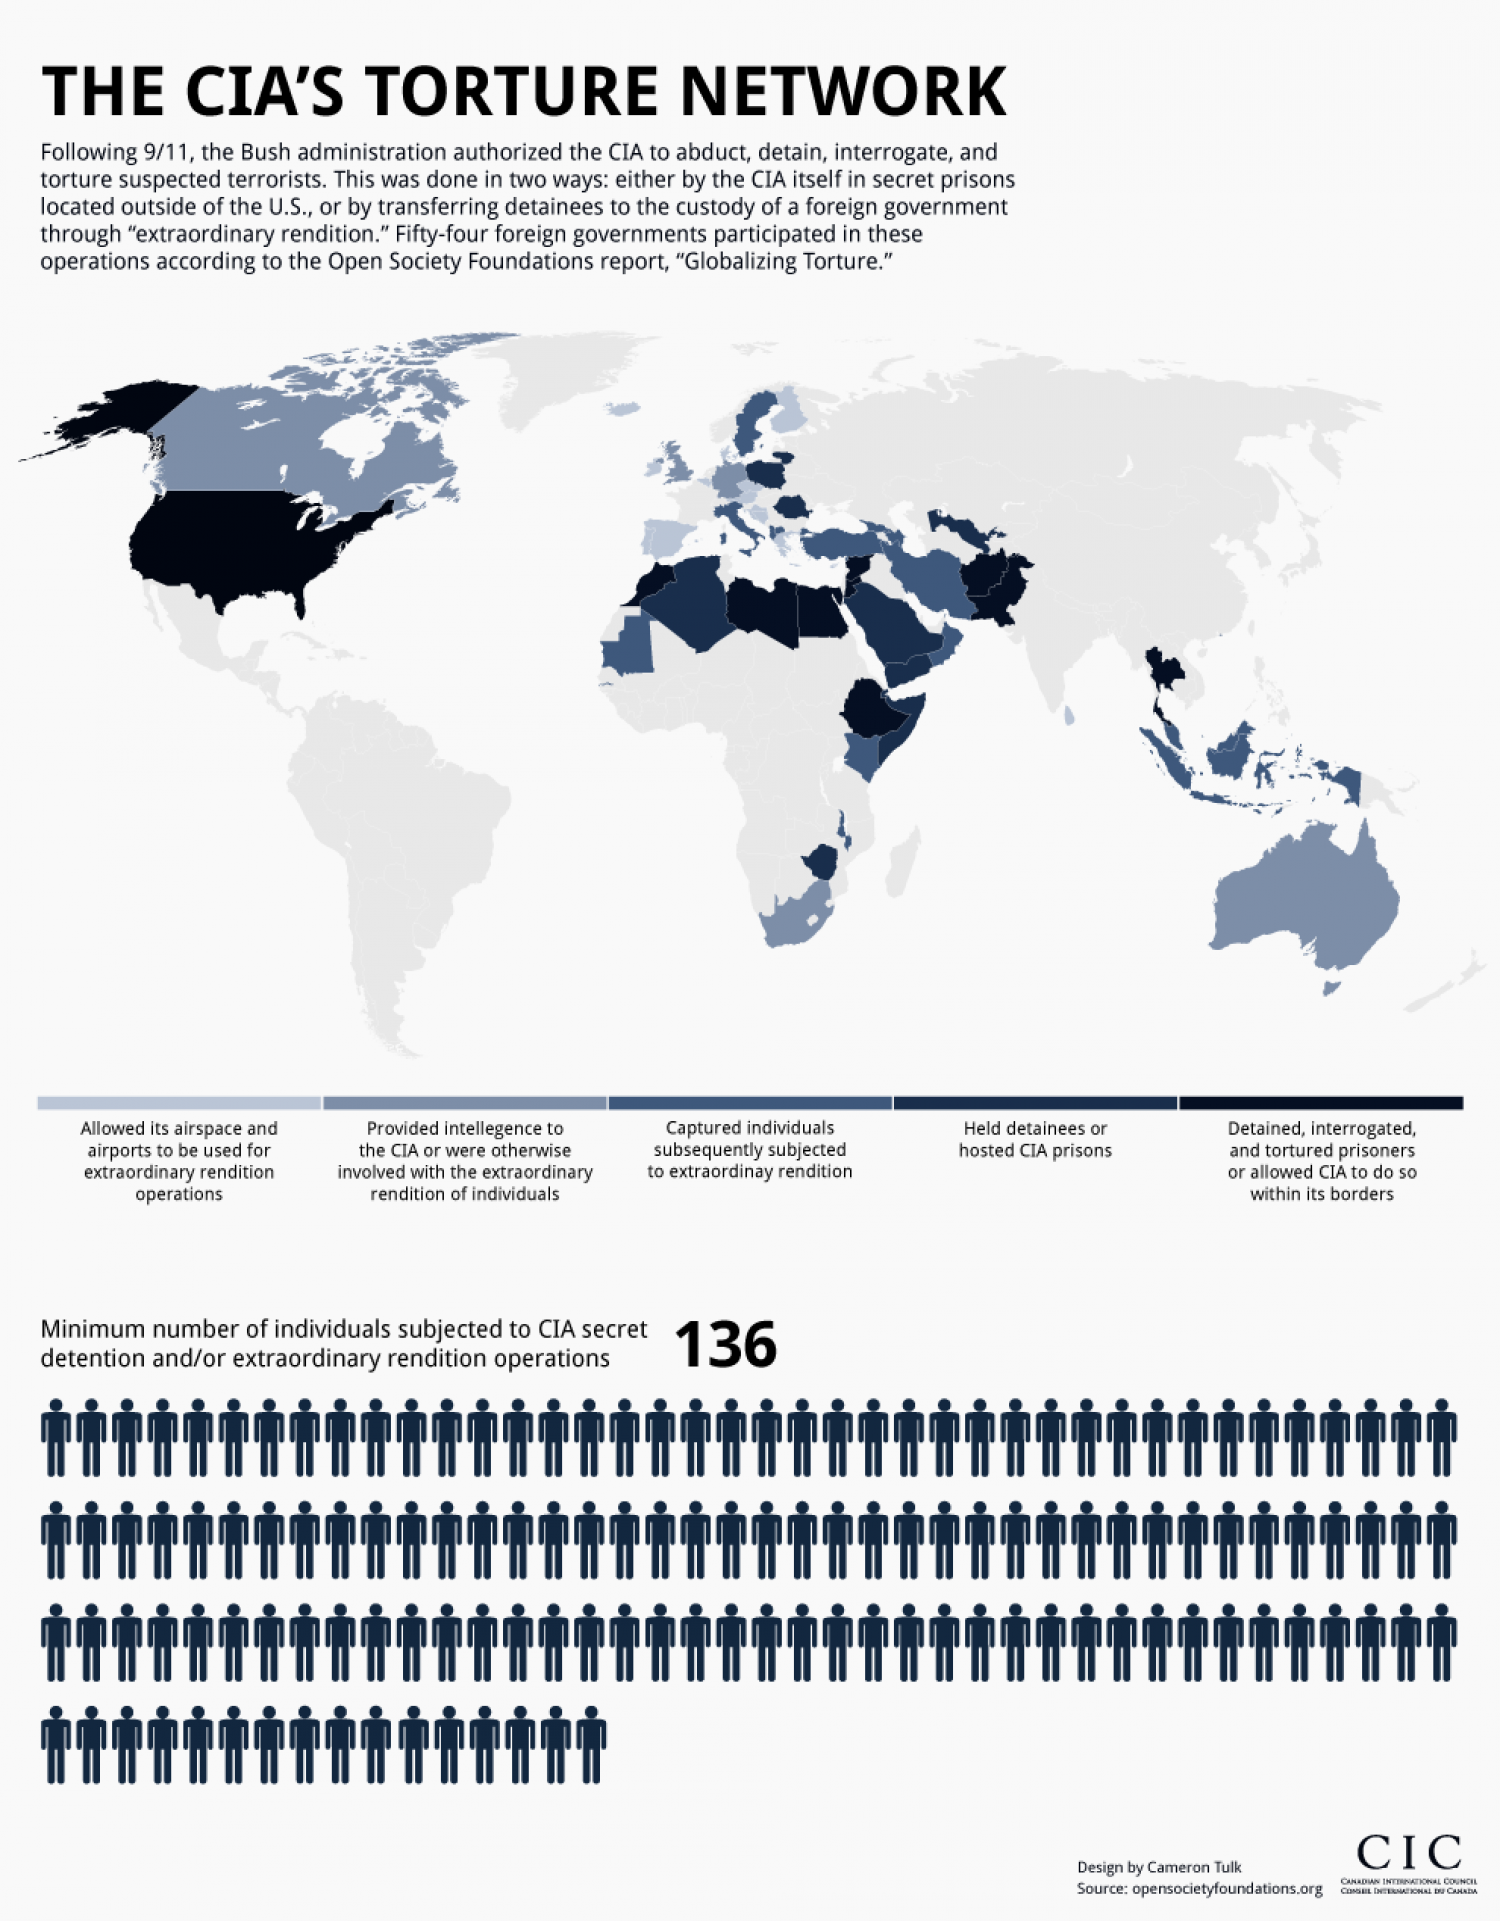 THE CIA'S TORTURE NETWORK
Following 9/11, the Bush administration authorized the CIA to abduct, detain, interrogate, and
torture suspected terrorists. This was done in two ways: either by the CIA itself in secret prisons
located outside of the U.S., or by transferring detainees to the custody of a foreign government
through “extraordinary rendition.” Fifty-four foreign governments participated in these
operations according to the Open Society Foundations report, “Globalizing Torture.”
Allowed its airspace and
airports to be used for
extraordinary rendition
operations
Provided intellegence to
the CIA or were otherwise
involved with the extraordinary
rendition of individuals
Captured individuals
subsequently subjected
to extraordinay rendition
Held detainees or
hosted CIA prisons
Detained, interrogated,
and tortured prisoners
or allowed CIA to do so
within its borders
Minimum number of individuals subjected to CIA secret
detention and/or extraordinary rendition operations
136
Design by Cameron Tulk
Source: opensocietyfoundations.org
CIC
CANADIAN INTERNATIONAL COUNCIL
CONSEIL INTERNATIONAL DU CANADA